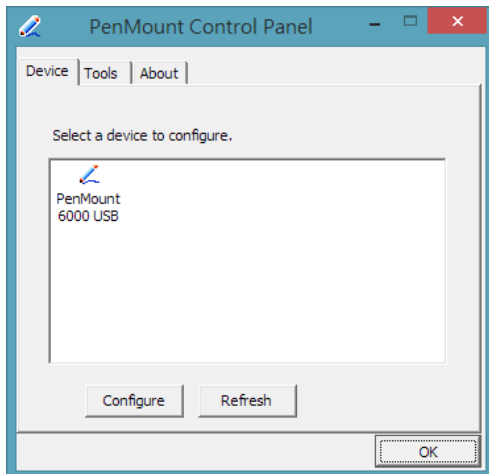 PenMount Control Panel
Device Tools About
Select a device to configure.
PenMount
6000 USB
Configure Refresh
OK